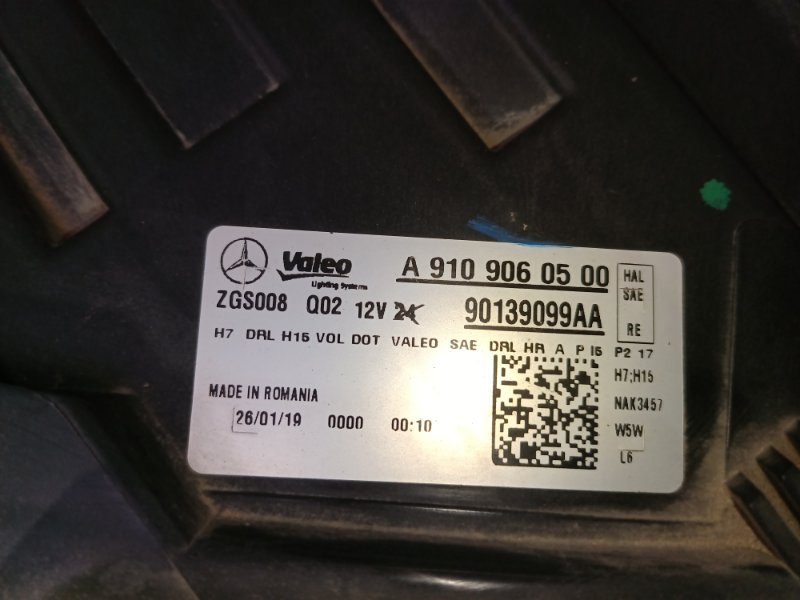 Valeo
Lighting Systems
A 910 906 05 00
HAL
SAE
RE
ZGS008 Q02 12V 24
90139099AA
H7 DRL H15 VOL DOT VALEO SAE DRL HR A P I5 P2 17
H7;H15
MADE IN ROMANIA
NAK3457
26/01/19 0000 00:10
W5W
L6